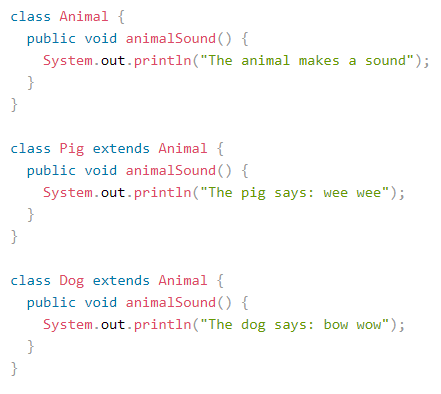 class Animal {
  public void animalSound() {
    System.out.println("The animal makes a sound");
  }
}

class Pig extends Animal {
  public void animalSound() {
    System.out.println("The pig says: wee wee");
  }
}

class Dog extends Animal {
  public void animalSound() {
    System.out.println("The dog says: bow wow");
  }
}